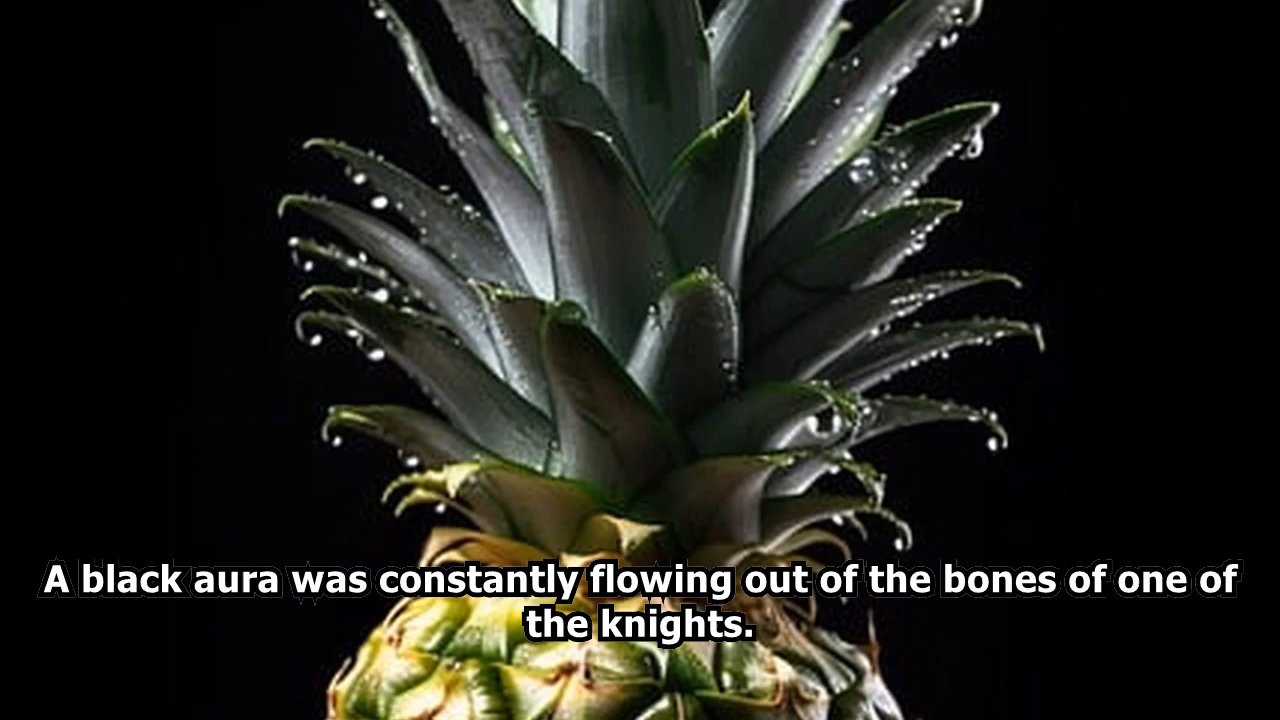 A black aura was constantly flowing out of the bones of one of
the knights.